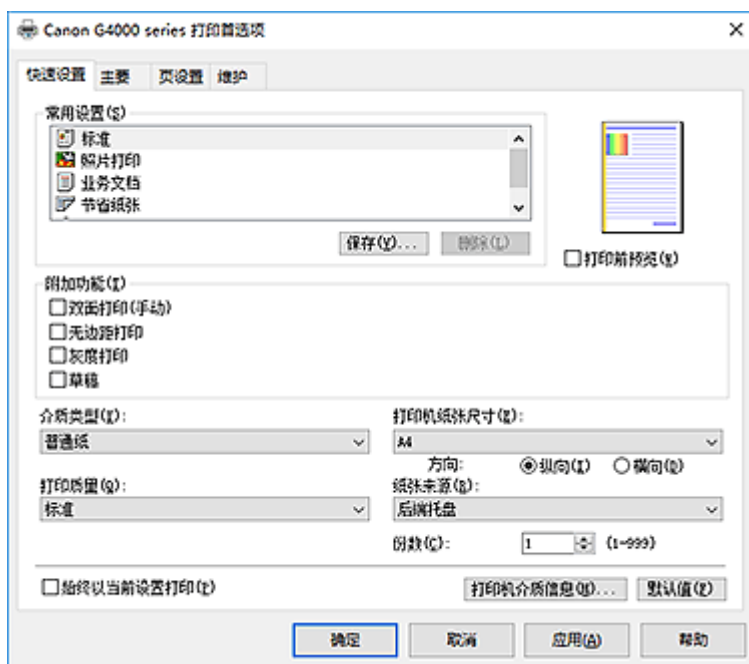 Canon G4000 series 打印首选项
快速设置 主要 页设置 维护
常用设置(S)
标准
照片打印
业务文档
节省纸张
保存(V)... 删除(L)
打印前预览(W)
附加功能(T)
双面打印(手动)
无边距打印
灰度打印
草稿
介质类型(Y): 打印机纸张尺寸(Z):
普通纸 A4
方向: 纵向(I) 横向(D)
打印质量(Q): 纸张来源(B):
标准 后端托盘
份数(C): 1 (1-999)
始终以当前设置打印(P)
打印机介质信息(M)... 默认值(F)
确定 取消 应用(A) 帮助